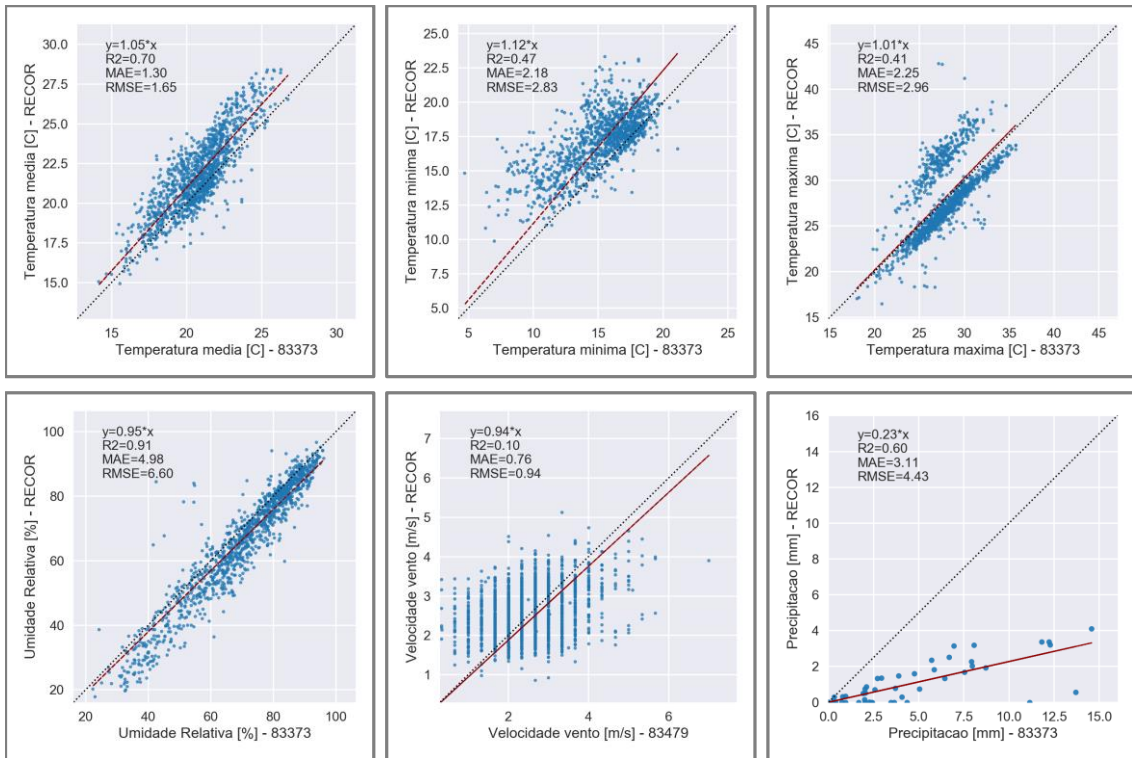 y=1.05*x
R2=0.70
MAE=1.30
RMSE=1.65
30.0
27.5
25.0
22.5
20.0
17.5
15.0
Temperatura media [C] - RECOR
15 20 25 30
Temperatura media [C] - 83373
y=1.12*x
R2=0.47
MAE=2.18
RMSE=2.83
25.0
22.5
20.0
17.5
15.0
12.5
10.0
7.5
5.0
Temperatura minima [C] - RECOR
5 10 15 20 25
Temperatura minima [C] - 83373
y=1.01*x
R2=0.41
MAE=2.25
RMSE=2.96
45
40
35
30
25
20
15
Temperatura maxima [C] - RECOR
15 20 25 30 35 40 45
Temperatura maxima [C] - 83373
y=0.95*x
R2=0.91
MAE=4.98
RMSE=6.60
100
80
60
40
20
Umidade Relativa [%] - RECOR
20 40 60 80 100
Umidade Relativa [%] - 83373
y=0.94*x
R2=0.10
MAE=0.76
RMSE=0.94
7
6
5
4
3
2
1
Velocidade vento [m/s] - RECOR
2 4 6
Velocidade vento [m/s] - 83479
y=0.23*x
R2=0.60
MAE=3.11
RMSE=4.43
16
14
12
10
8
6
4
2
0
Precipitacao [mm] - RECOR
0.0 2.5 5.0 7.5 10.0 12.5 15.0
Precipitacao [mm] - 83373